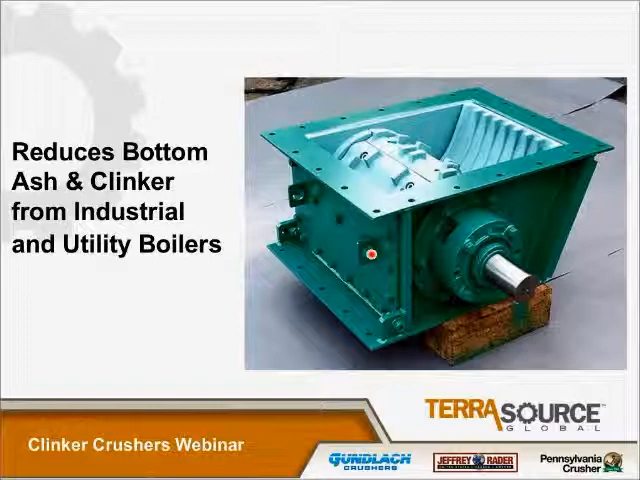 Reduces Bottom
Ash & Clinker
from Industrial
and Utility Boilers
TERRASOURCE
GLOBAL
Clinker Crushers Webinar
GUNDLACH
CRUSHERS
JEFFREY RADER
Pennsylvania
Crusher